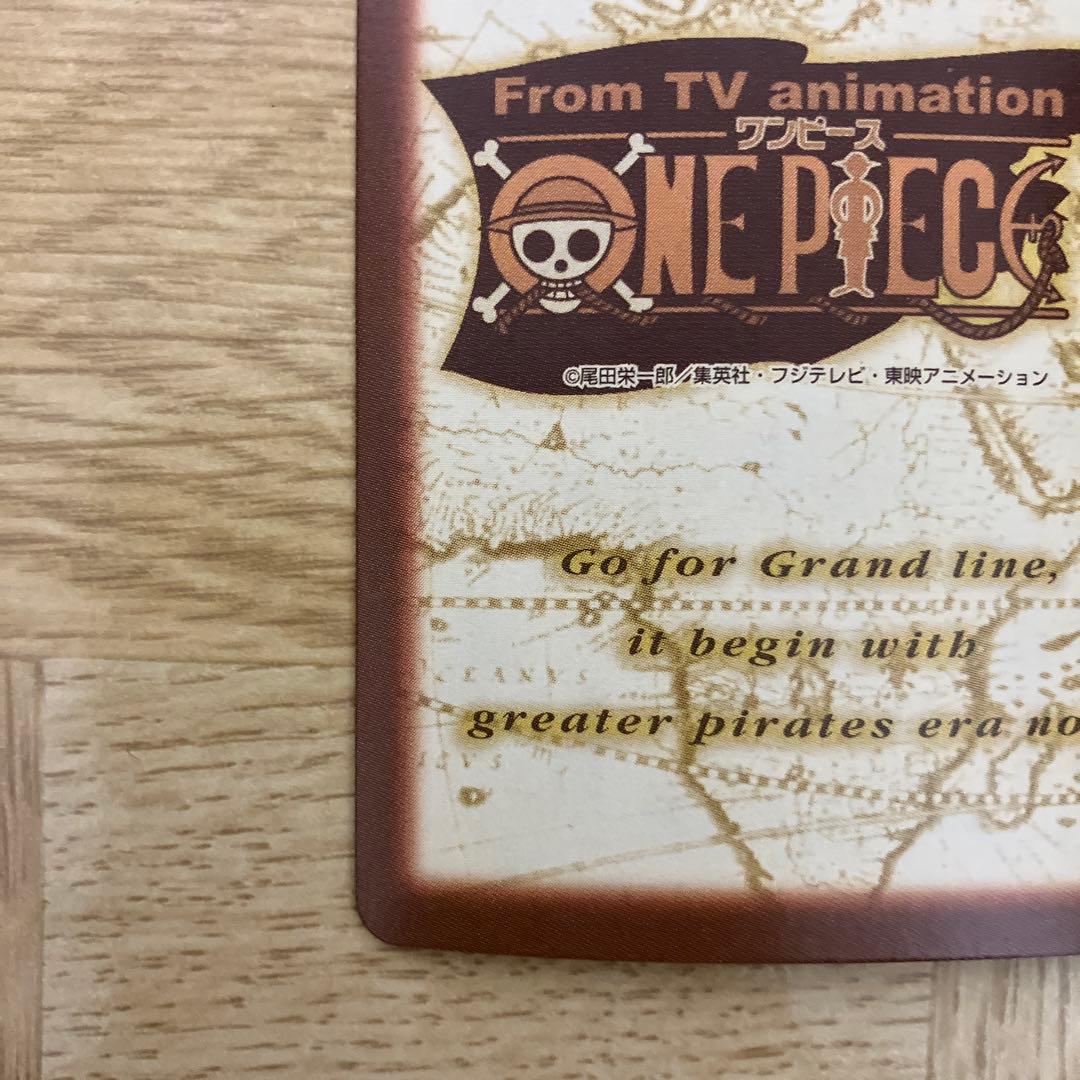 From TV animation
ワンピース
ONE PIECE
©尾田栄一郎／集英社・フジテレビ・東映アニメーション
Go for Grand line,
it begin with
greater pirates era no